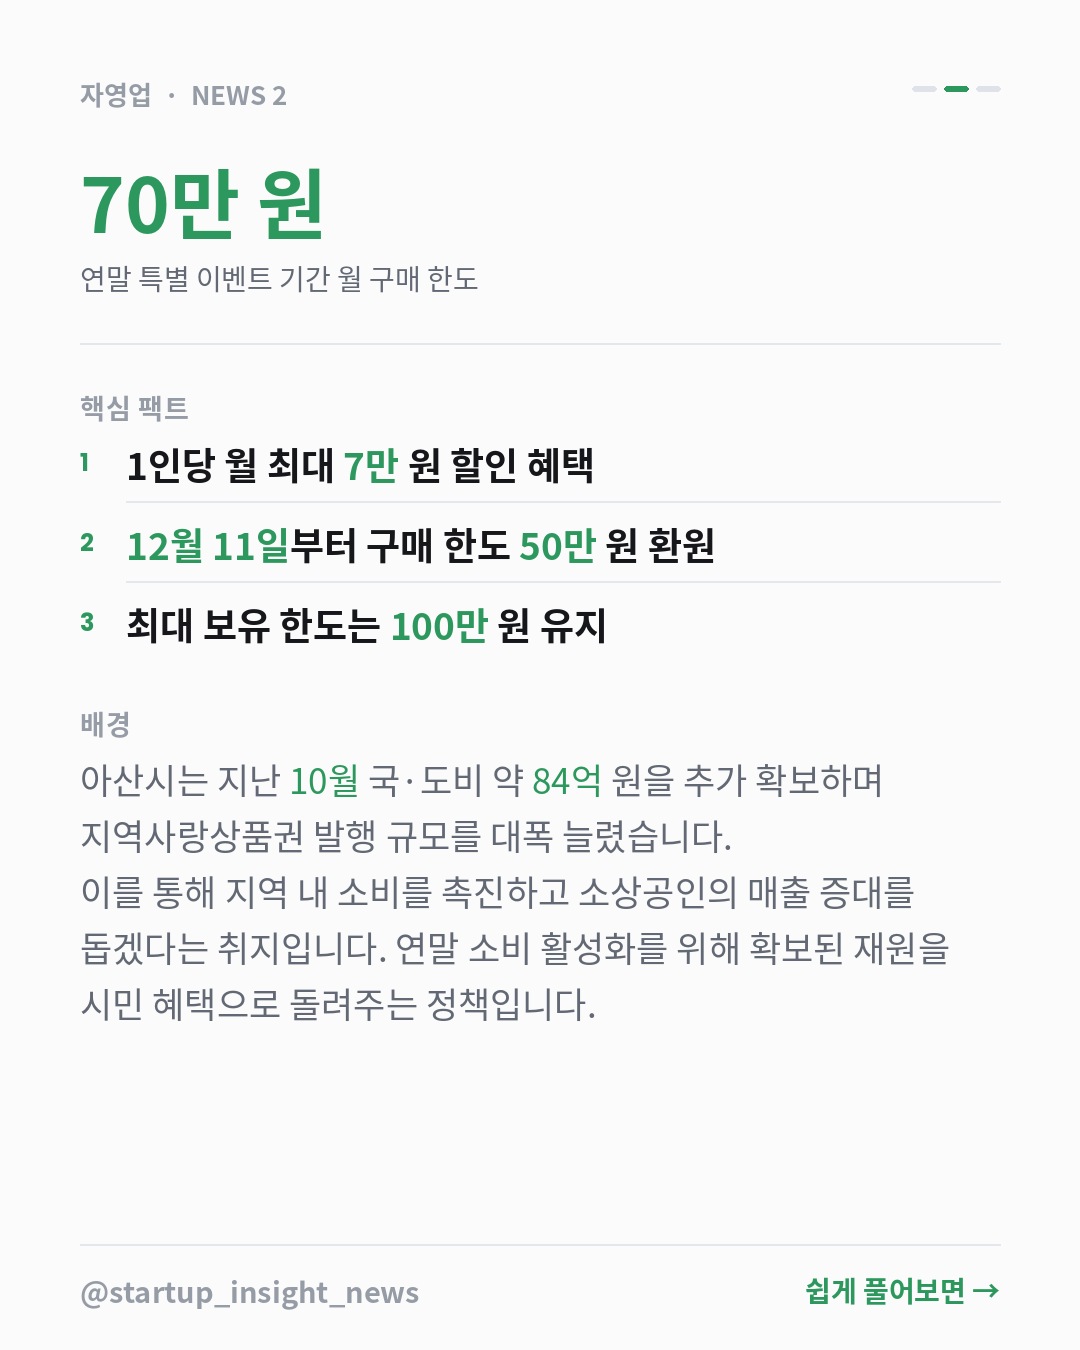 자영업 · NEWS 2
70만 원
연말 특별 이벤트 기간 월 구매 한도
핵심 팩트
1 1인당 월 최대 7만 원 할인 혜택
2 12월 11일부터 구매 한도 50만 원 환원
3 최대 보유 한도는 100만 원 유지
배경
아산시는 지난 10월 국·도비 약 84억 원을 추가 확보하며
지역사랑상품권 발행 규모를 대폭 늘렸습니다.
이를 통해 지역 내 소비를 촉진하고 소상공인의 매출 증대를
돕겠다는 취지입니다. 연말 소비 활성화를 위해 확보된 재원을
시민 혜택으로 돌려주는 정책입니다.
@startup_insight_news
쉽게 풀어보면 →